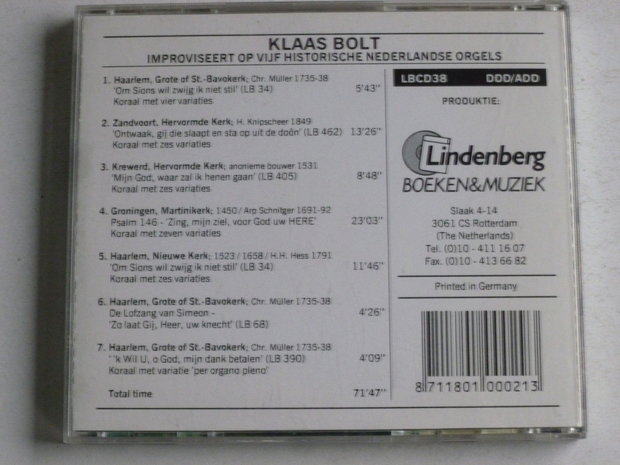 KLAAS BOLT
IMPROVISEERT OP VIJF HISTORISCHE NEDERLANDSE ORGELS
1. Haarlem, Grote of St.-Bavokerk; Chr. Müller 1735-38
'Om Sions wil zwijg ik niet stil' (LB 34) 5'43"
Koraal met vier variaties
2. Zandvoort, Hervormde Kerk; H. Knipscheer 1849
'Ontwaak, gij die slaapt en sta op uit de doôn' (LB 462) 13'26"
Koraal met zes variaties
3. Krewerd, Hervormde Kerk; anonieme bouwer 1531
'Mijn God, waar zal ik henen gaan' (LB 405) 8'48"
Koraal met zes variaties
4. Groningen, Martinikerk; 1450 / Arp Schnitger 1691-92
Psalm 146 - 'Zing, mijn ziel, voor God uw HERE' 23'03"
Koraal met zeven variaties
5. Haarlem, Nieuwe Kerk; 1523 / 1658 / H.H. Hess 1791
'Om Sions wil zwijg ik niet stil' (LB 34) 11'46"
Koraal met zes variaties
6. Haarlem, Grote of St.-Bavokerk; Chr. Müller 1735-38
De Lofzang van Simeon - 4'26"
'Zo laat Gij, Heer, uw knecht' (LB 68)
7. Haarlem, Grote of St.-Bavokerk; Chr. Müller 1735-38
''k Wil U, o God, mijn dank betalen' (LB 390) 4'09"
Koraal met variatie 'per organo pleno'
Total time 71'47"
LBCD38 DDD/ADD
PRODUKTIE:
Lindenberg
BOEKEN&MUZIEK
Slaak 4-14
3061 CS Rotterdam
(The Netherlands)
Tel. (0)10 - 411 16 07
Fax. (0)10 - 413 66 82
Printed in Germany
8 711801 000213